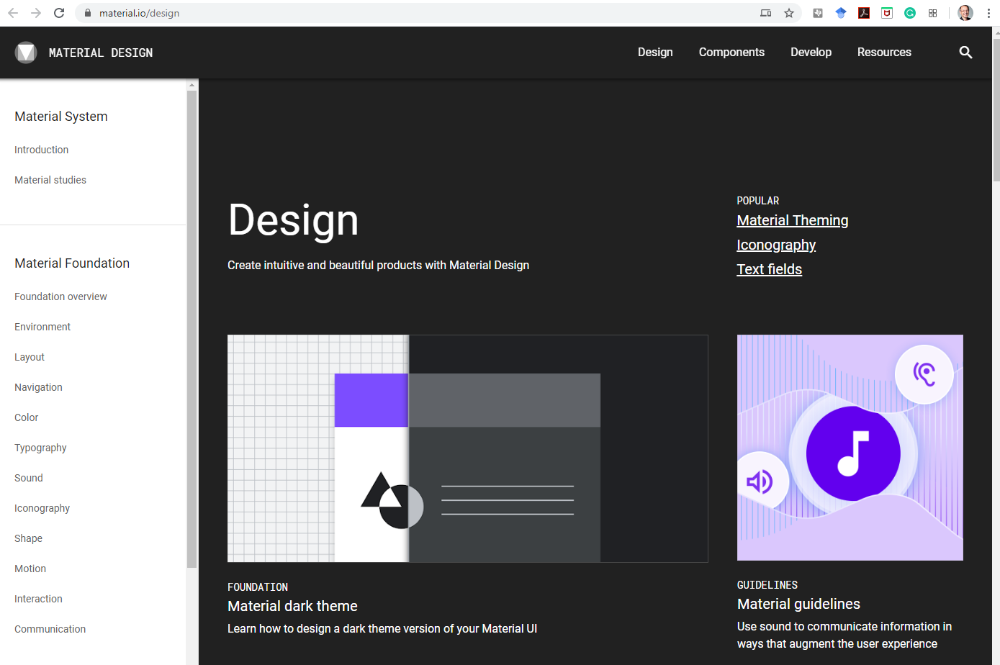 material.io/design
MATERIAL DESIGN
Design
Components
Develop
Resources
Material System
Introduction
Material studies
Material Foundation
Foundation overview
Environment
Layout
Navigation
Color
Typography
Sound
Iconography
Shape
Motion
Interaction
Communication
Design
Create intuitive and beautiful products with Material Design
POPULAR
Material Theming
Iconography
Text fields
FOUNDATION
Material dark theme
Learn how to design a dark theme version of your Material UI
GUIDELINES
Material guidelines
Use sound to communicate information in
ways that augment the user experience